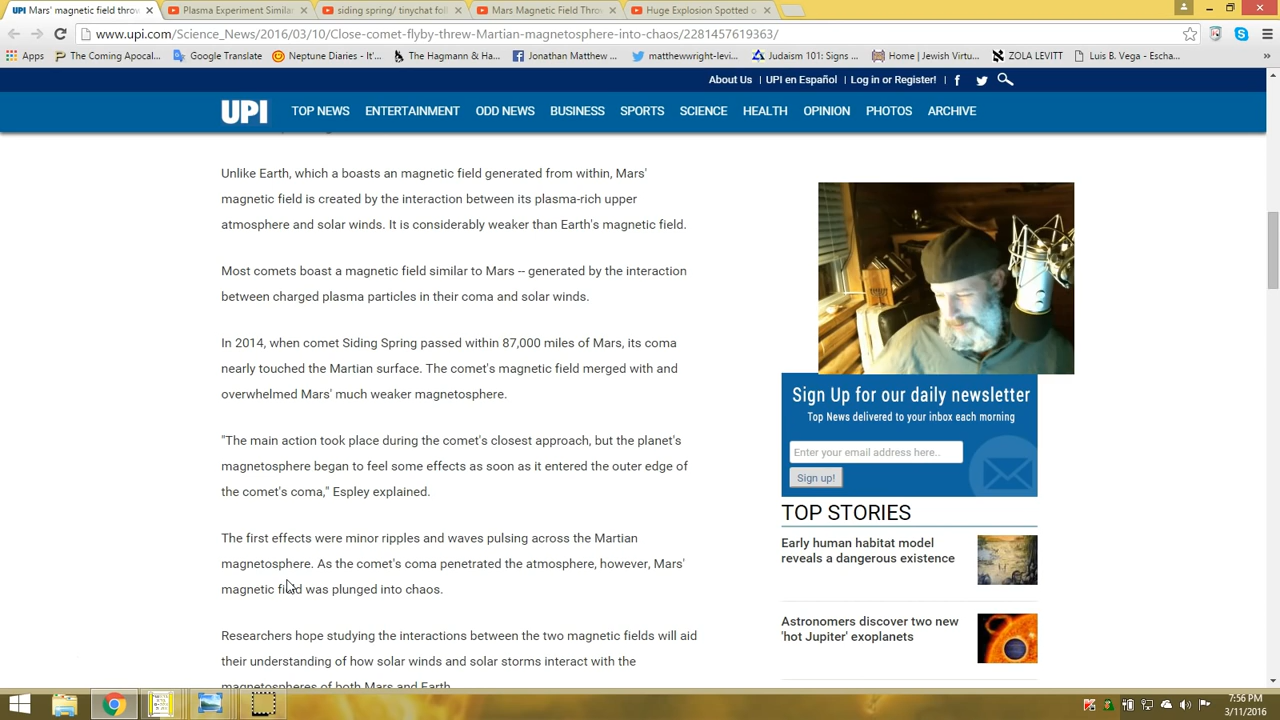 UPI Mars' magnetic field throw
Plasma Experiment Simila
siding spring/ tinychat foll
Mars Magnetic Field Throw
Huge Explosion Spotted o
www.upi.com/Science_News/2016/03/10/Close-comet-flyby-threw-Martian-magnetosphere-into-chaos/2281457619363/
Apps
The Coming Apocal...
Google Translate
Neptune Diaries - It'...
The Hagmann & Ha...
Jonathan Matthew ...
matthewwright-levi...
Judaism 101: Signs ...
Home | Jewish Virtu...
ZOLA LEVITT
Luis B. Vega - Escha...
About Us | UPI en Español | Log in or Register!
UPI
TOP NEWS
ENTERTAINMENT
ODD NEWS
BUSINESS
SPORTS
SCIENCE
HEALTH
OPINION
PHOTOS
ARCHIVE
Unlike Earth, which a boasts an magnetic field generated from within, Mars'
magnetic field is created by the interaction between its plasma-rich upper
atmosphere and solar winds. It is considerably weaker than Earth's magnetic field.
Most comets boast a magnetic field similar to Mars -- generated by the interaction
between charged plasma particles in their coma and solar winds.
In 2014, when comet Siding Spring passed within 87,000 miles of Mars, its coma
nearly touched the Martian surface. The comet's magnetic field merged with and
overwhelmed Mars' much weaker magnetosphere.
"The main action took place during the comet's closest approach, but the planet's
magnetosphere began to feel some effects as soon as it entered the outer edge of
the comet's coma," Espley explained.
The first effects were minor ripples and waves pulsing across the Martian
magnetosphere. As the comet's coma penetrated the atmosphere, however, Mars'
magnetic field was plunged into chaos.
Researchers hope studying the interactions between the two magnetic fields will aid
their understanding of how solar winds and solar storms interact with the
magnetospheres of both Mars and Earth.
Sign Up for our daily newsletter
Top News delivered to your inbox each morning
Enter your email address here..
Sign up!
TOP STORIES
Early human habitat model
reveals a dangerous existence
Astronomers discover two new
'hot Jupiter' exoplanets
7:56 PM
3/11/2016